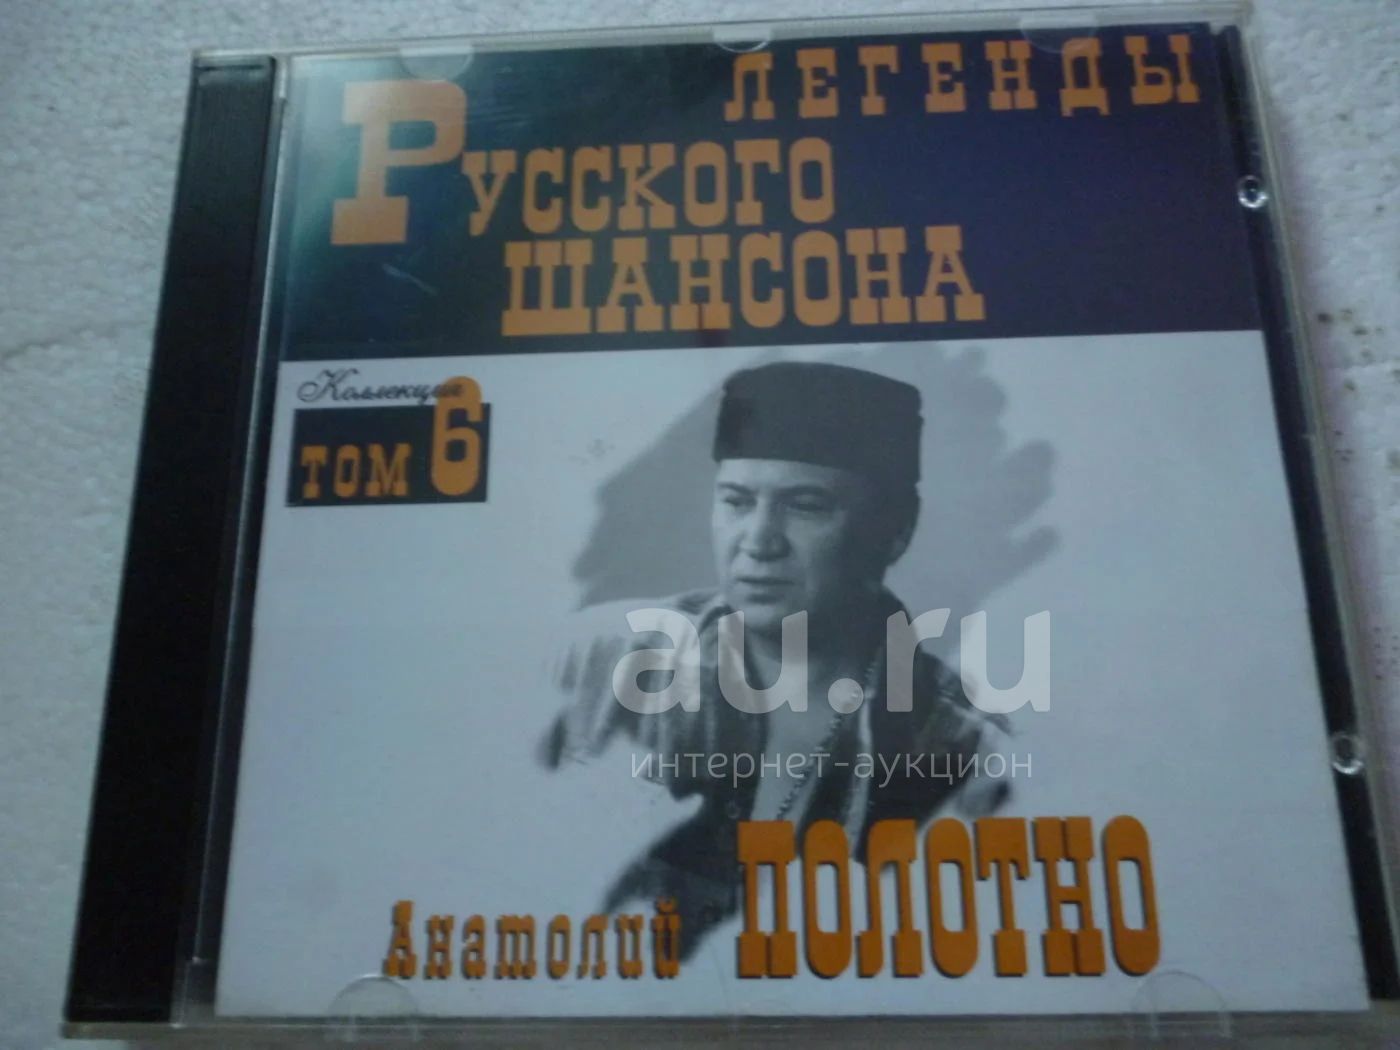 ЛЕГЕНДЫ
РУССКОГО
ШАНСОНА
Коллекция
ТОМ 6
au.ru
интернет-аукцион
Анатолий ПОЛОТНО